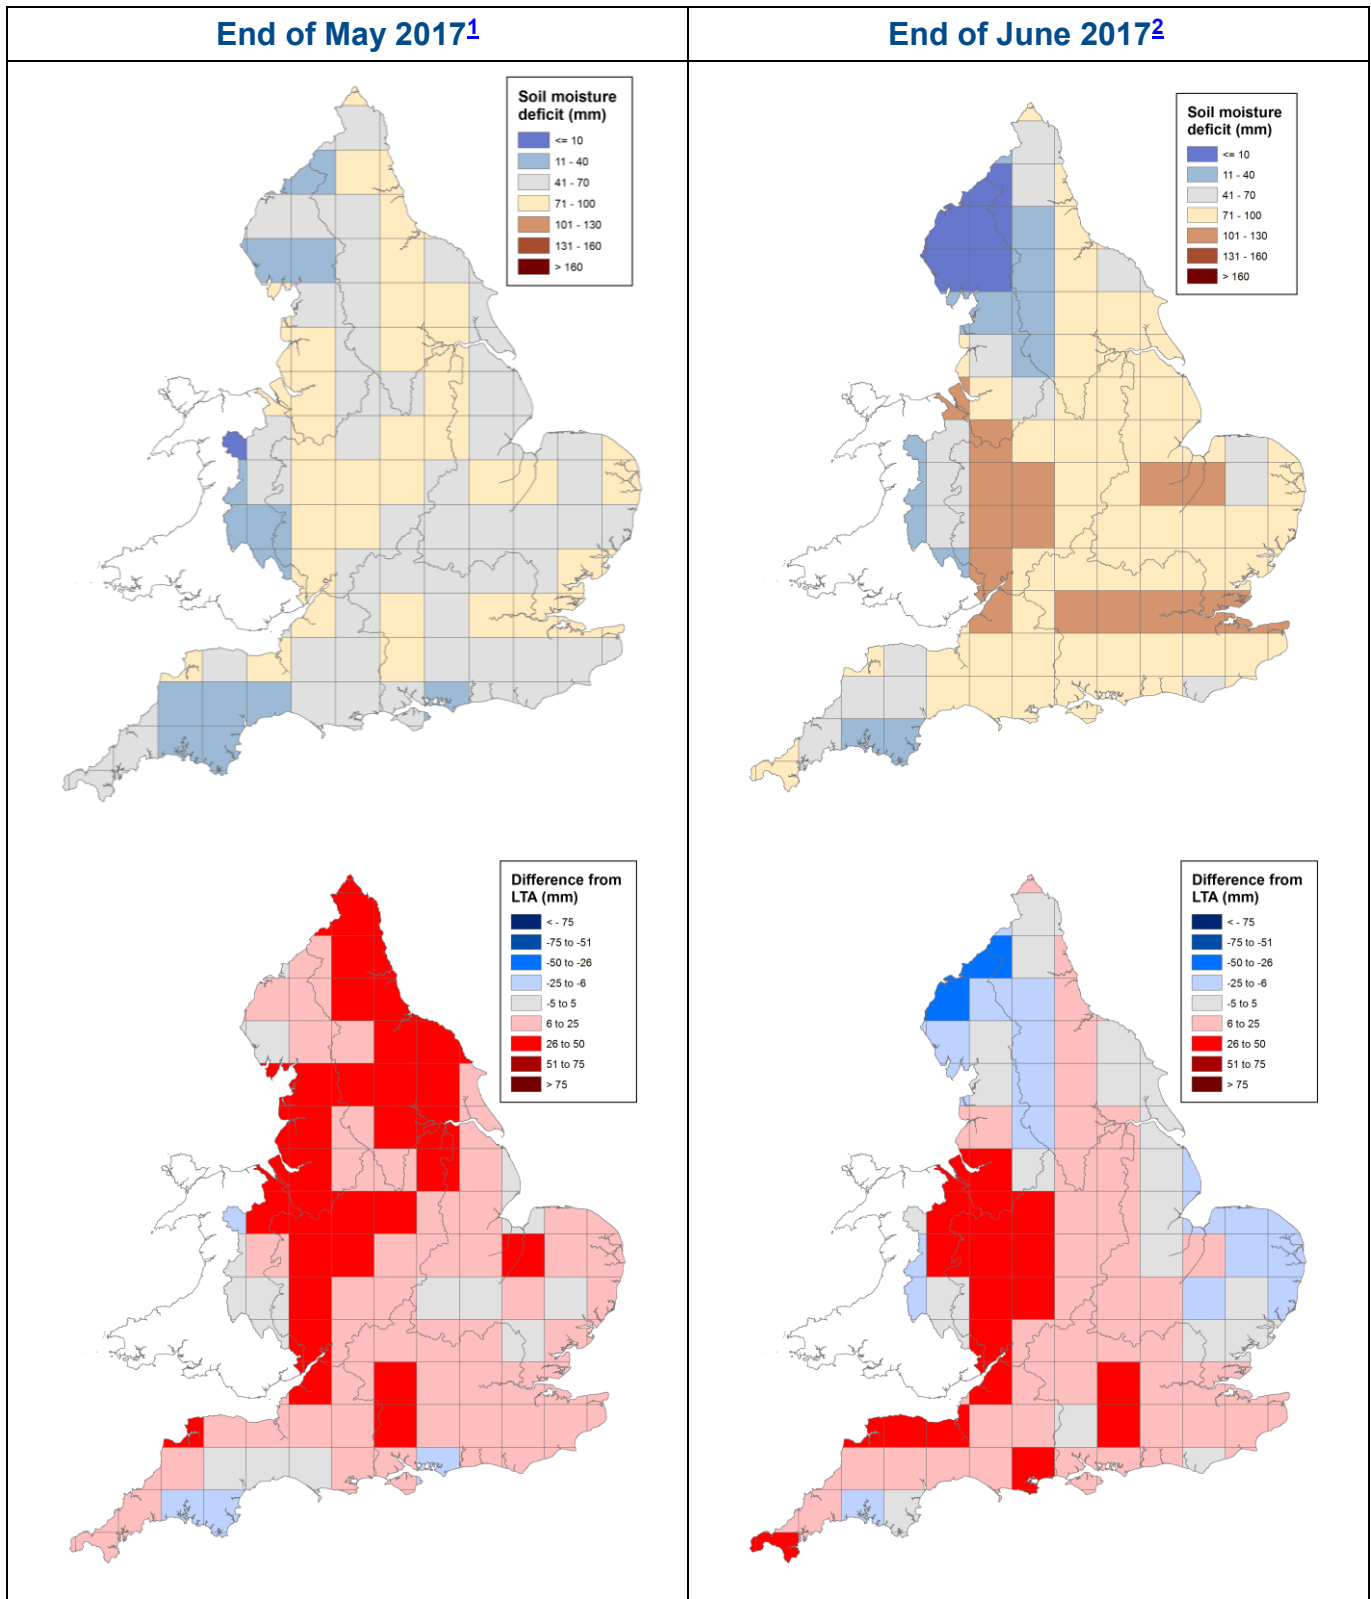 End of May 20171
End of June 20172
Soil moisture
deficit (mm)
<= 10
11 - 40
41 - 70
71 - 100
101 - 130
131 - 160
> 160
Soil moisture
deficit (mm)
<= 10
11 - 40
41 - 70
71 - 100
101 - 130
131 - 160
> 160
Difference from
LTA (mm)
< - 75
-75 to -51
-50 to -26
-25 to -6
-5 to 5
6 to 25
26 to 50
51 to 75
> 75
Difference from
LTA (mm)
< - 75
-75 to -51
-50 to -26
-25 to -6
-5 to 5
6 to 25
26 to 50
51 to 75
> 75